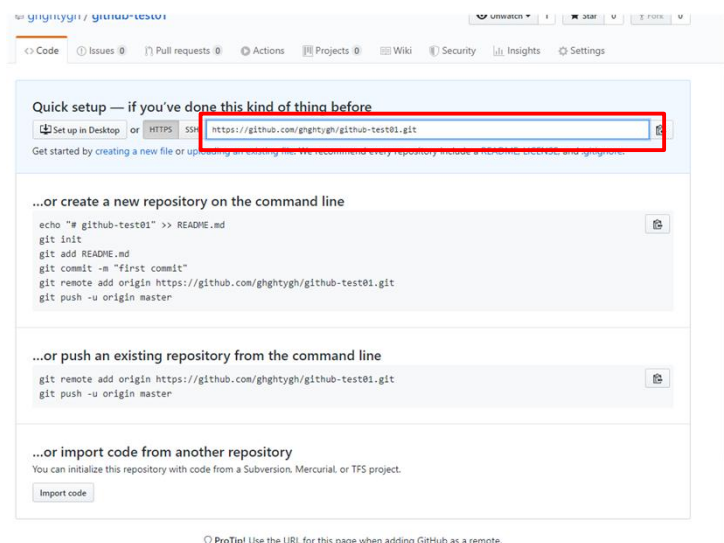 ghghtygh / github-test01 Unwatch 1 Star 0 Fork 0
Code Issues 0 Pull requests 0 Actions Projects 0 Wiki Security Insights Settings
Quick setup — if you've done this kind of thing before
Set up in Desktop or HTTPS SSH https://github.com/ghghtygh/github-test01.git
Get started by creating a new file or uploading an existing file. We recommend every repository include a README, LICENSE, and .gitignore.
...or create a new repository on the command line
echo "# github-test01" >> README.md
git init
git add README.md
git commit -m "first commit"
git remote add origin https://github.com/ghghtygh/github-test01.git
git push -u origin master
...or push an existing repository from the command line
git remote add origin https://github.com/ghghtygh/github-test01.git
git push -u origin master
...or import code from another repository
You can initialize this repository with code from a Subversion, Mercurial, or TFS project.
Import code
ProTip! Use the URL for this page when adding GitHub as a remote.